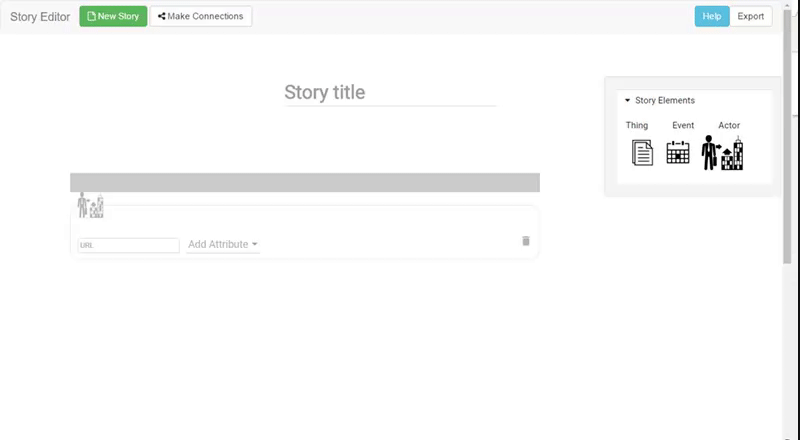 Story Editor New Story Make Connections Help Export
Story title
Story Elements
Thing Event Actor
URL Add Attribute